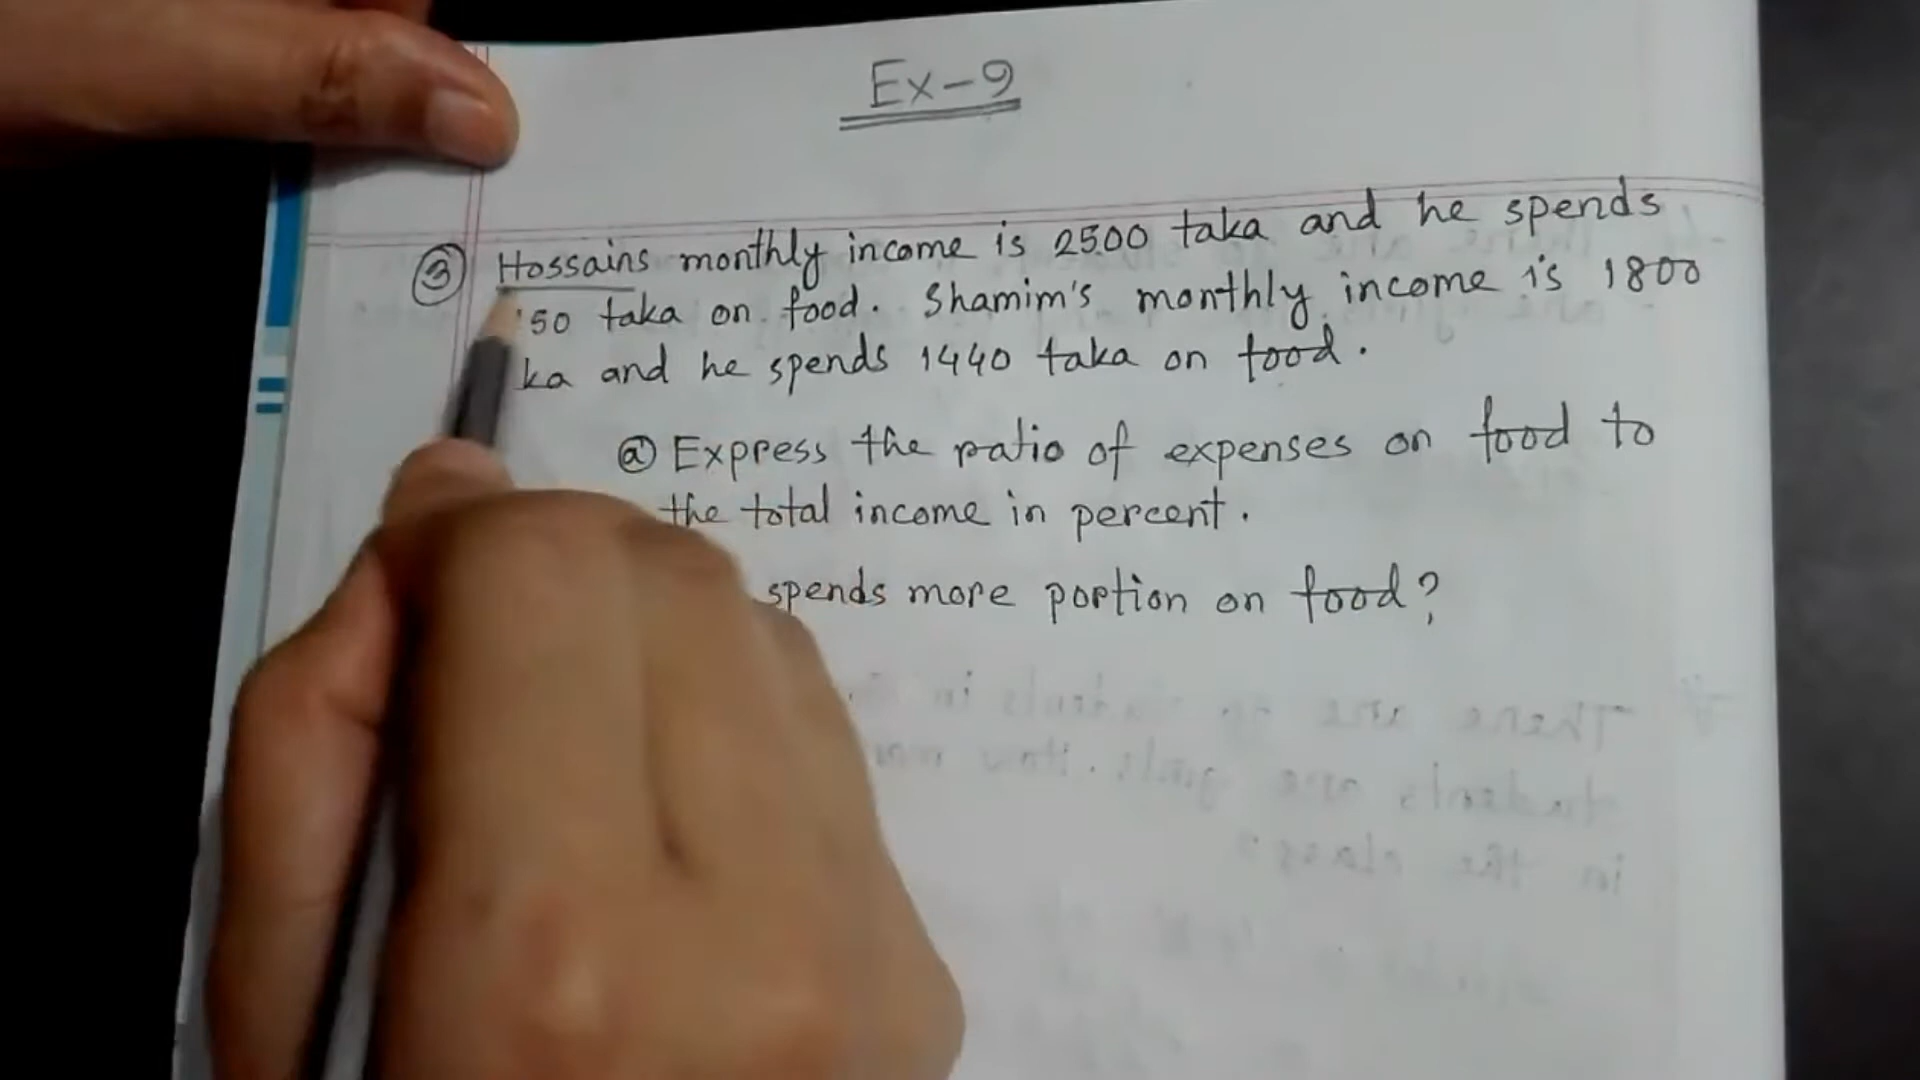 Ex-9
③ Hossains monthly income is 2500 taka and he spends
50 taka on food. Shamim's monthly income is 1800
ka and he spends 1440 taka on food.
ⓐ Express the ratio of expenses on food to
the total income in percent.
spends more portion on food?